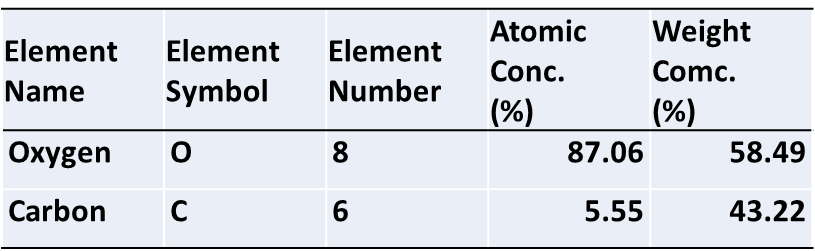 Element Name Element Symbol Element Number Atomic Conc. (%) Weight Comc. (%)
Oxygen O 8 87.06 58.49
Carbon C 6 5.55 43.22